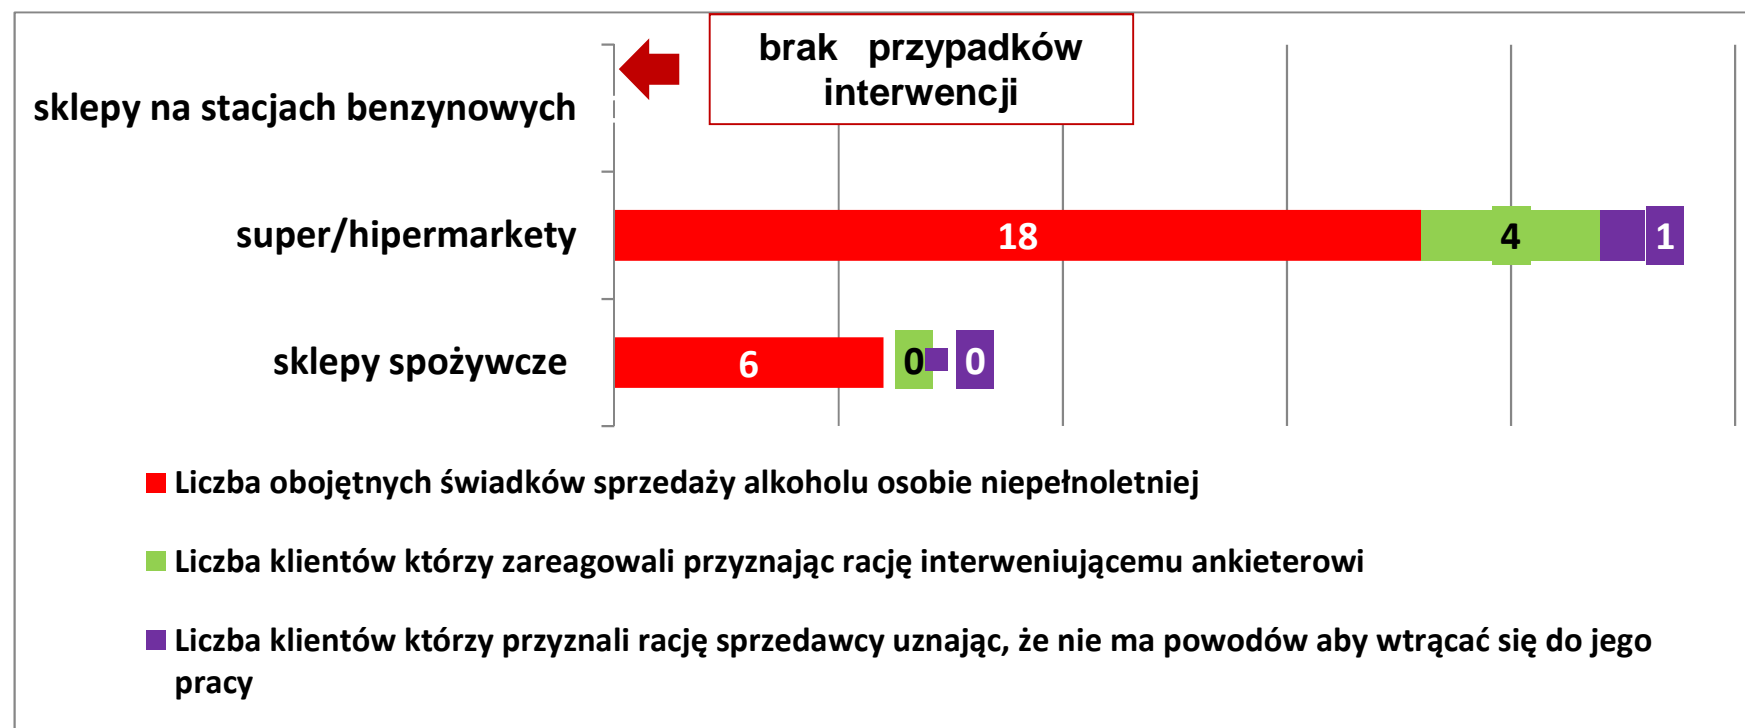 brak przypadków
interwencji
sklepy na stacjach benzynowych
super/hipermarkety
18
4
1
sklepy spożywcze
6
0
0
Liczba obojętnych świadków sprzedaży alkoholu osobie niepełnoletniej
Liczba klientów którzy zareagowali przyznając rację interweniującemu ankieterowi
Liczba klientów którzy przyznali rację sprzedawcy uznając, że nie ma powodów aby wtrącać się do jego
pracy